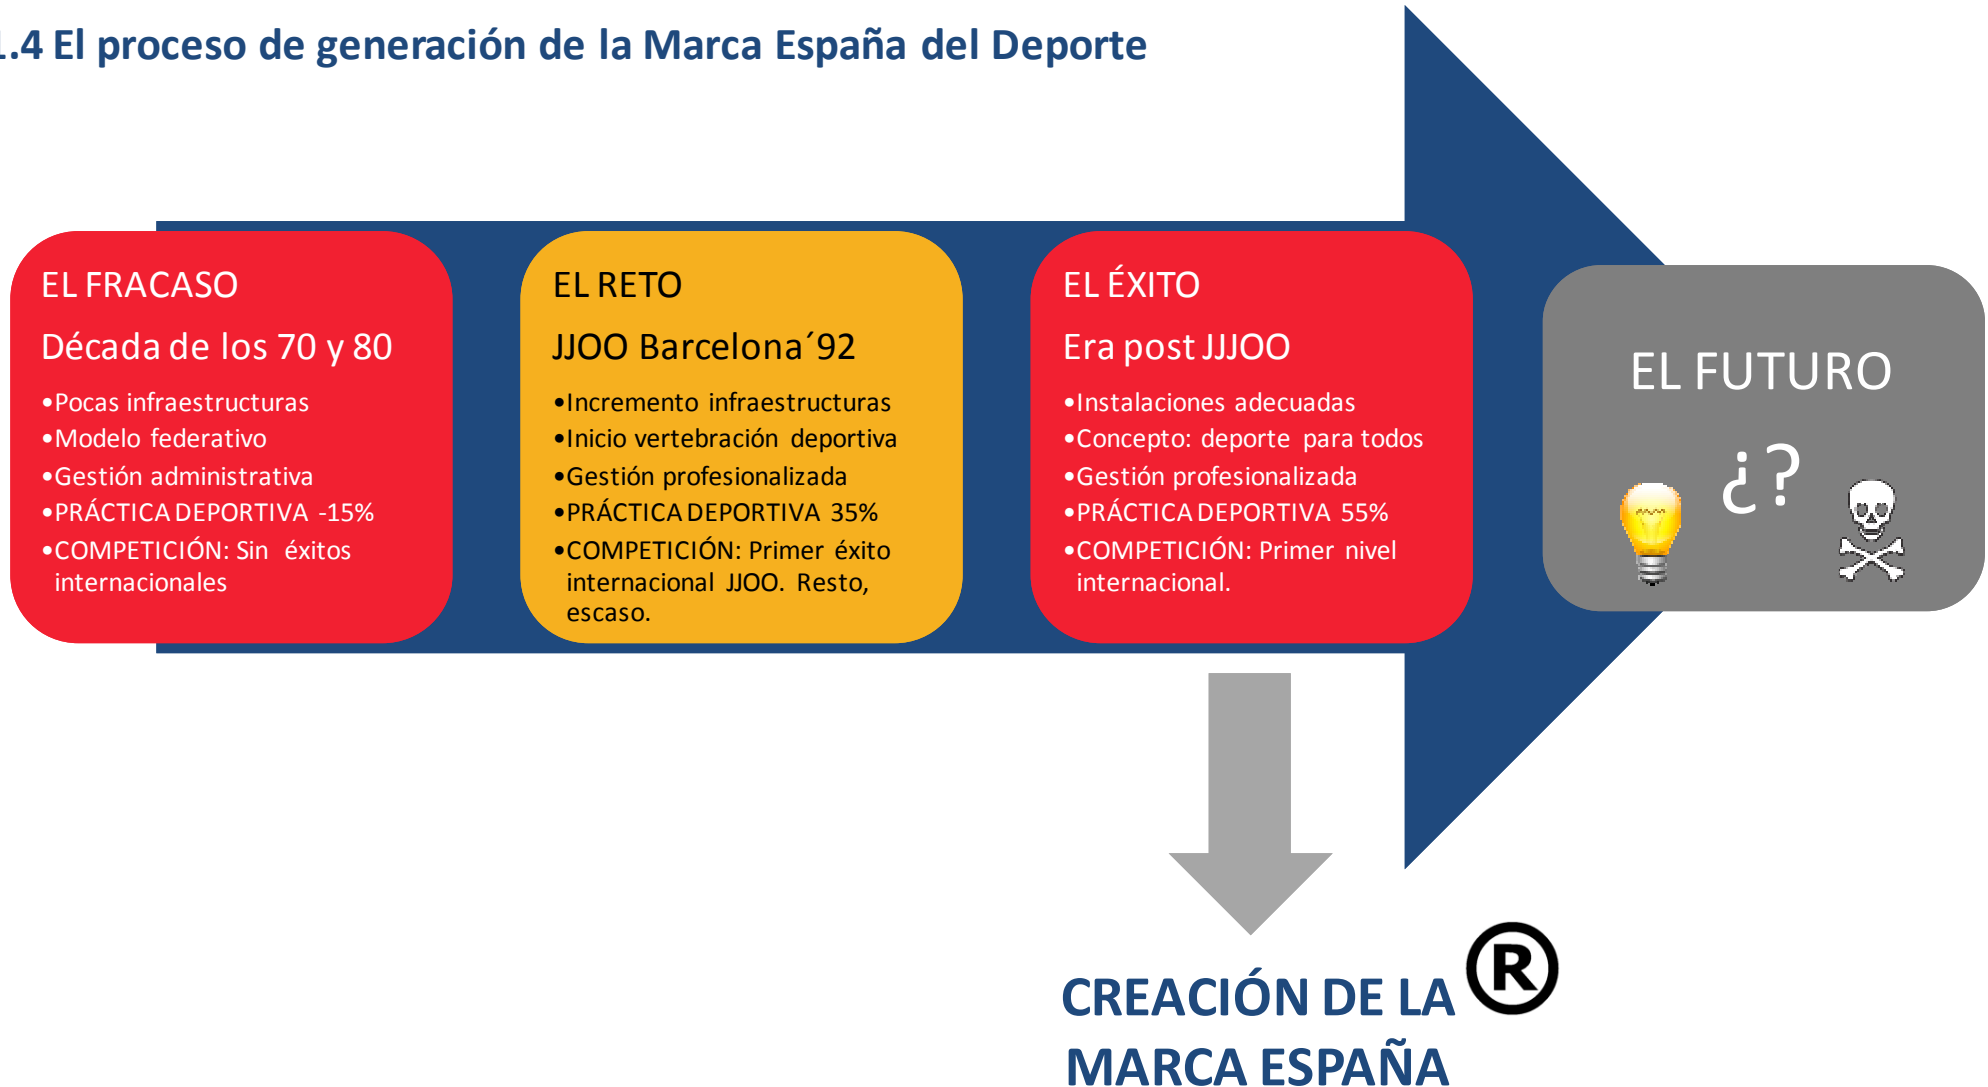 1.4 El proceso de generación de la Marca España del Deporte
EL FRACASO
Década de los 70 y 80
•Pocas infraestructuras
•Modelo federativo
•Gestión administrativa
•PRÁCTICA DEPORTIVA -15%
•COMPETICIÓN: Sin éxitos
internacionales
EL RETO
JJOO Barcelona´92
•Incremento infraestructuras
•Inicio vertebración deportiva
•Gestión profesionalizada
•PRÁCTICA DEPORTIVA 35%
•COMPETICIÓN: Primer éxito
internacional JJOO. Resto,
escaso.
EL ÉXITO
Era post JJJOO
•Instalaciones adecuadas
•Concepto: deporte para todos
•Gestión profesionalizada
•PRÁCTICA DEPORTIVA 55%
•COMPETICIÓN: Primer nivel
internacional.
EL FUTURO
¿?
CREACIÓN DE LA ®
MARCA ESPAÑA